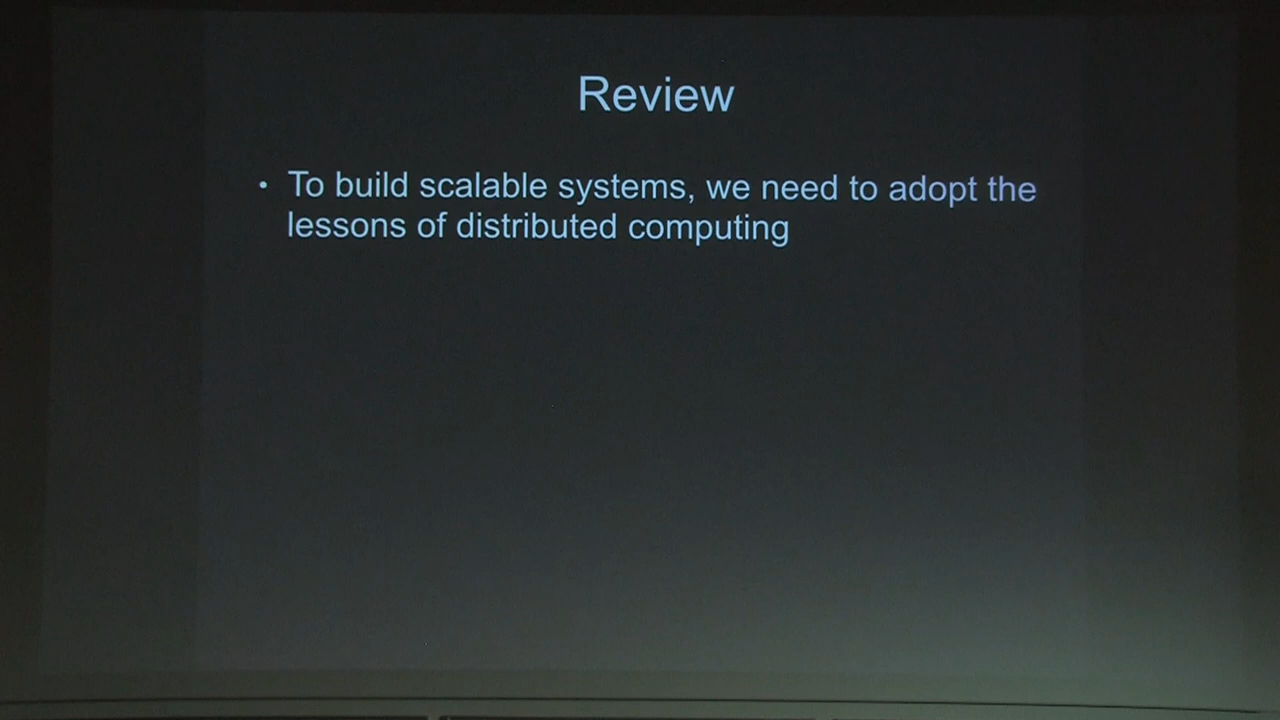 Review
• To build scalable systems, we need to adopt the
lessons of distributed computing